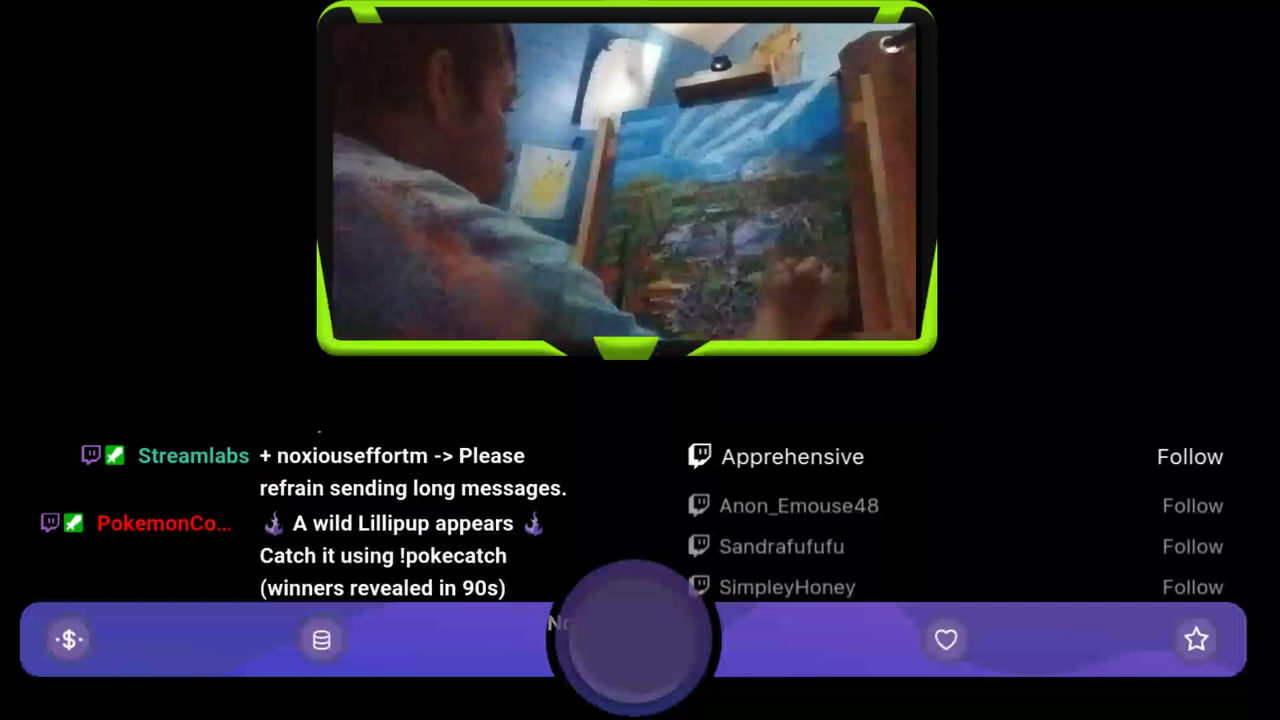 Streamlabs + noxiouseffortm -> Please
refrain sending long messages.
PokemonCo... A wild Lillipup appears
Catch it using !pokecatch
(winners revealed in 90s)
Apprehensive Follow
Anon_Emouse48 Follow
Sandrafufufu Follow
SimpleyHoney Follow